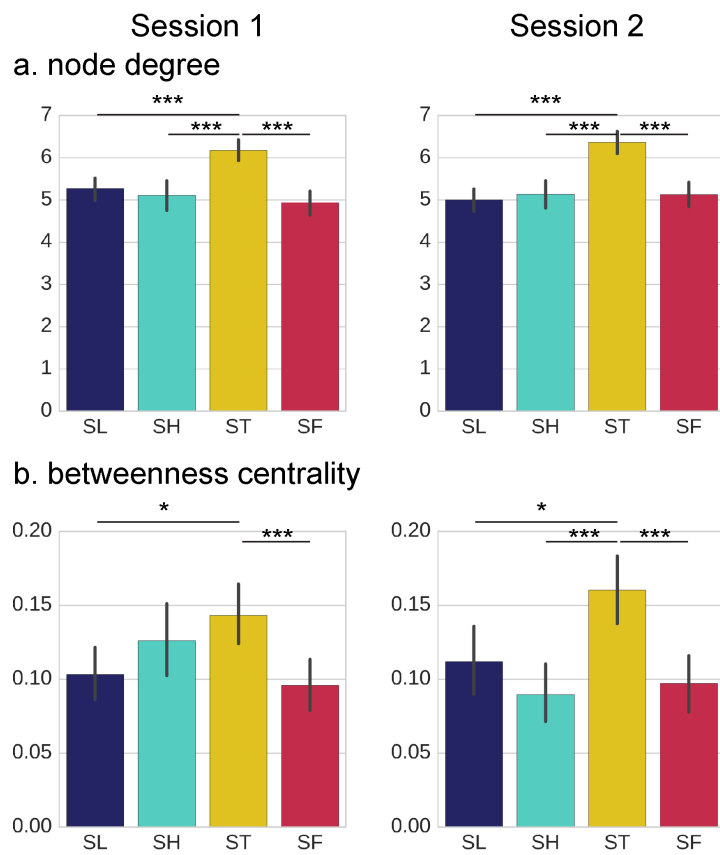 Session 1 Session 2
a. node degree
*** ***
*** *** *** ***
7 7
6 6
5 5
4 4
3 3
2 2
1 1
0 0
SL SH ST SF SL SH ST SF
b. betweenness centrality
* *
*** *** ***
0.20 0.20
0.15 0.15
0.10 0.10
0.05 0.05
0.00 0.00
SL SH ST SF SL SH ST SF